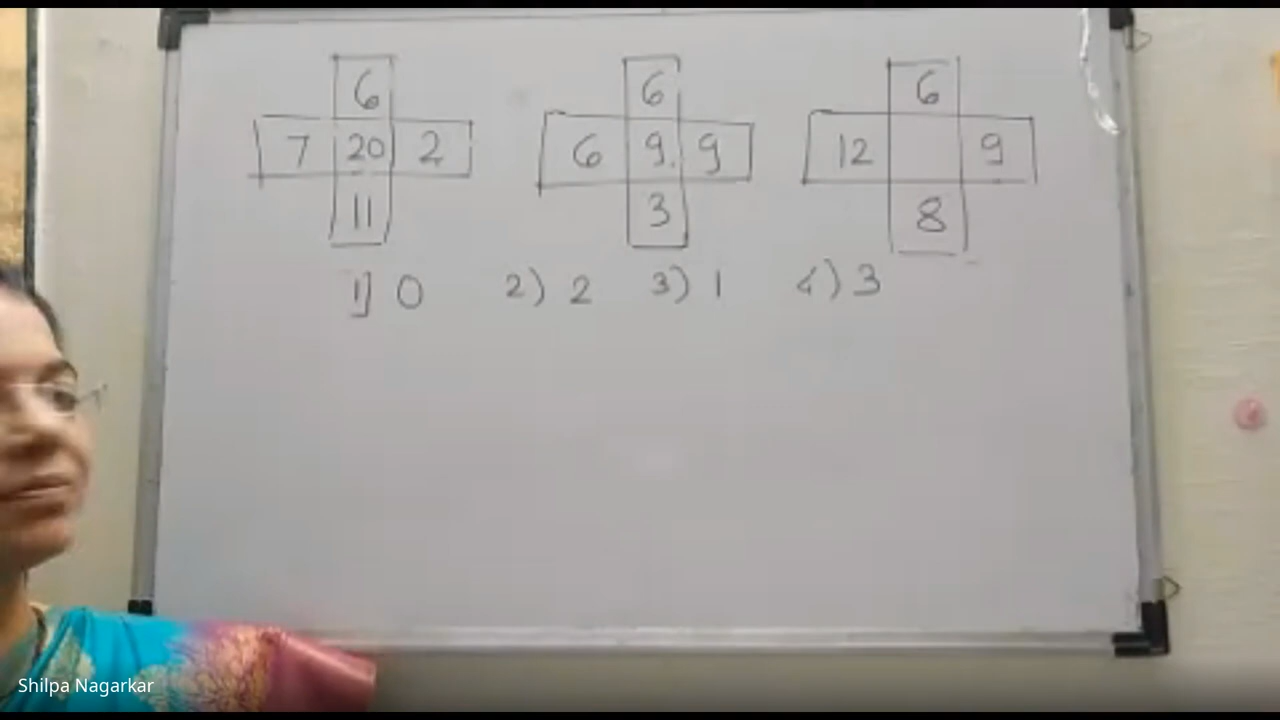 6 6 6
7 20 2 6 9. 9 12 9
11 3 8
1] 0 2) 2 3) 1 4) 3
Shilpa Nagarkar